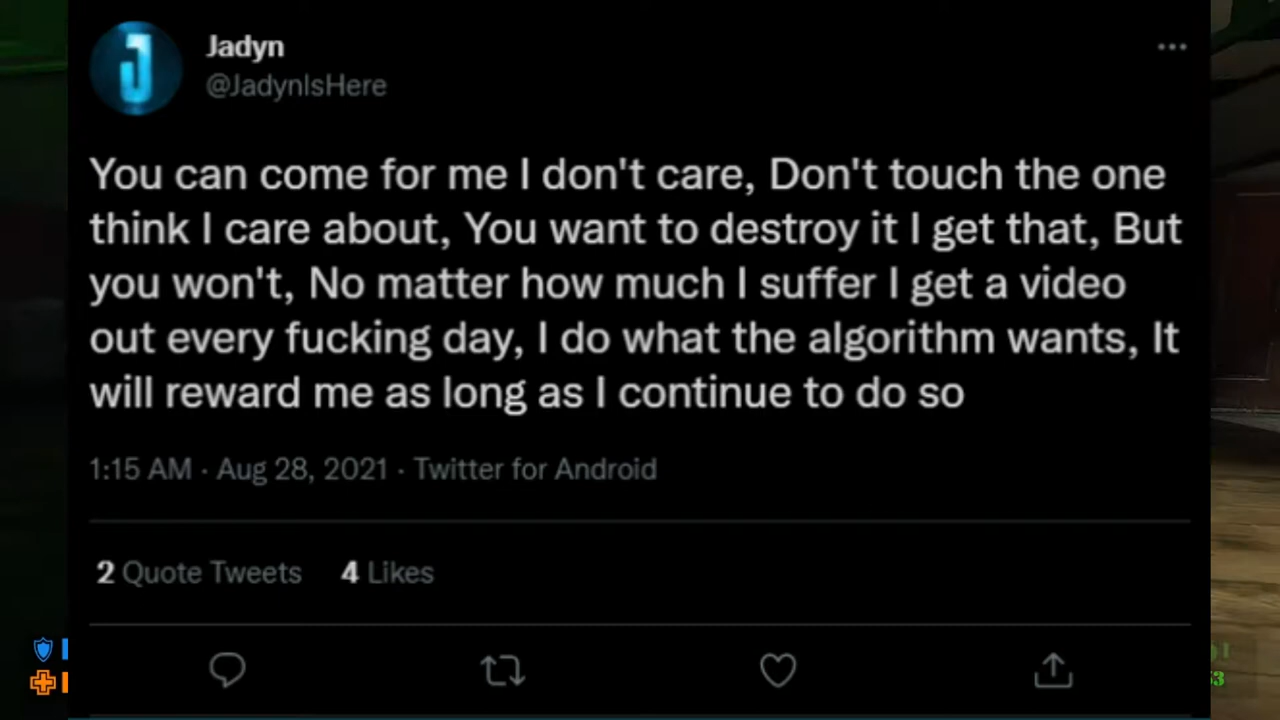 Jadyn
@JadynIsHere
You can come for me I don't care, Don't touch the one
think I care about, You want to destroy it I get that, But
you won't, No matter how much I suffer I get a video
out every fucking day, I do what the algorithm wants, It
will reward me as long as I continue to do so
1:15 AM · Aug 28, 2021 · Twitter for Android
2 Quote Tweets 4 Likes